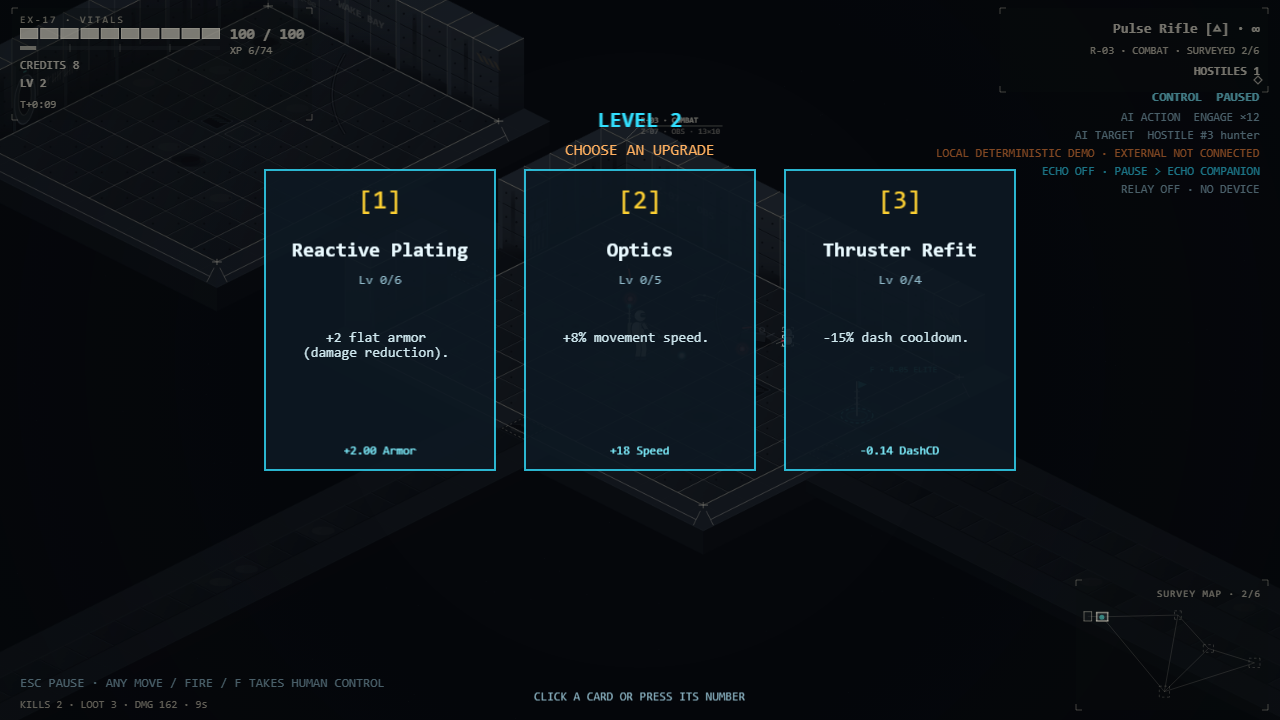 EX-17 · VITALS
100 / 100
XP 6/74
CREDITS 8
LV 2
T+0:09
WAKE BAY
Pulse Rifle [▲] · ∞
R-03 · COMBAT · SURVEYED 2/6
HOSTILES 1
CONTROL PAUSED
AI ACTION ENGAGE ×12
AI TARGET HOSTILE #3 hunter
LOCAL DETERMINISTIC DEMO · EXTERNAL NOT CONNECTED
ECHO OFF · PAUSE > ECHO COMPANION
RELAY OFF · NO DEVICE
LEVEL 2
CHOOSE AN UPGRADE
[1]
Reactive Plating
Lv 0/6
+2 flat armor
(damage reduction).
+2.00 Armor
[2]
Optics
Lv 0/5
+8% movement speed.
+18 Speed
[3]
Thruster Refit
Lv 0/4
-15% dash cooldown.
-0.14 DashCD
SURVEY MAP · 2/6
ESC PAUSE · ANY MOVE / FIRE / F TAKES HUMAN CONTROL
KILLS 2 · LOOT 3 · DMG 162 · 9s
CLICK A CARD OR PRESS ITS NUMBER